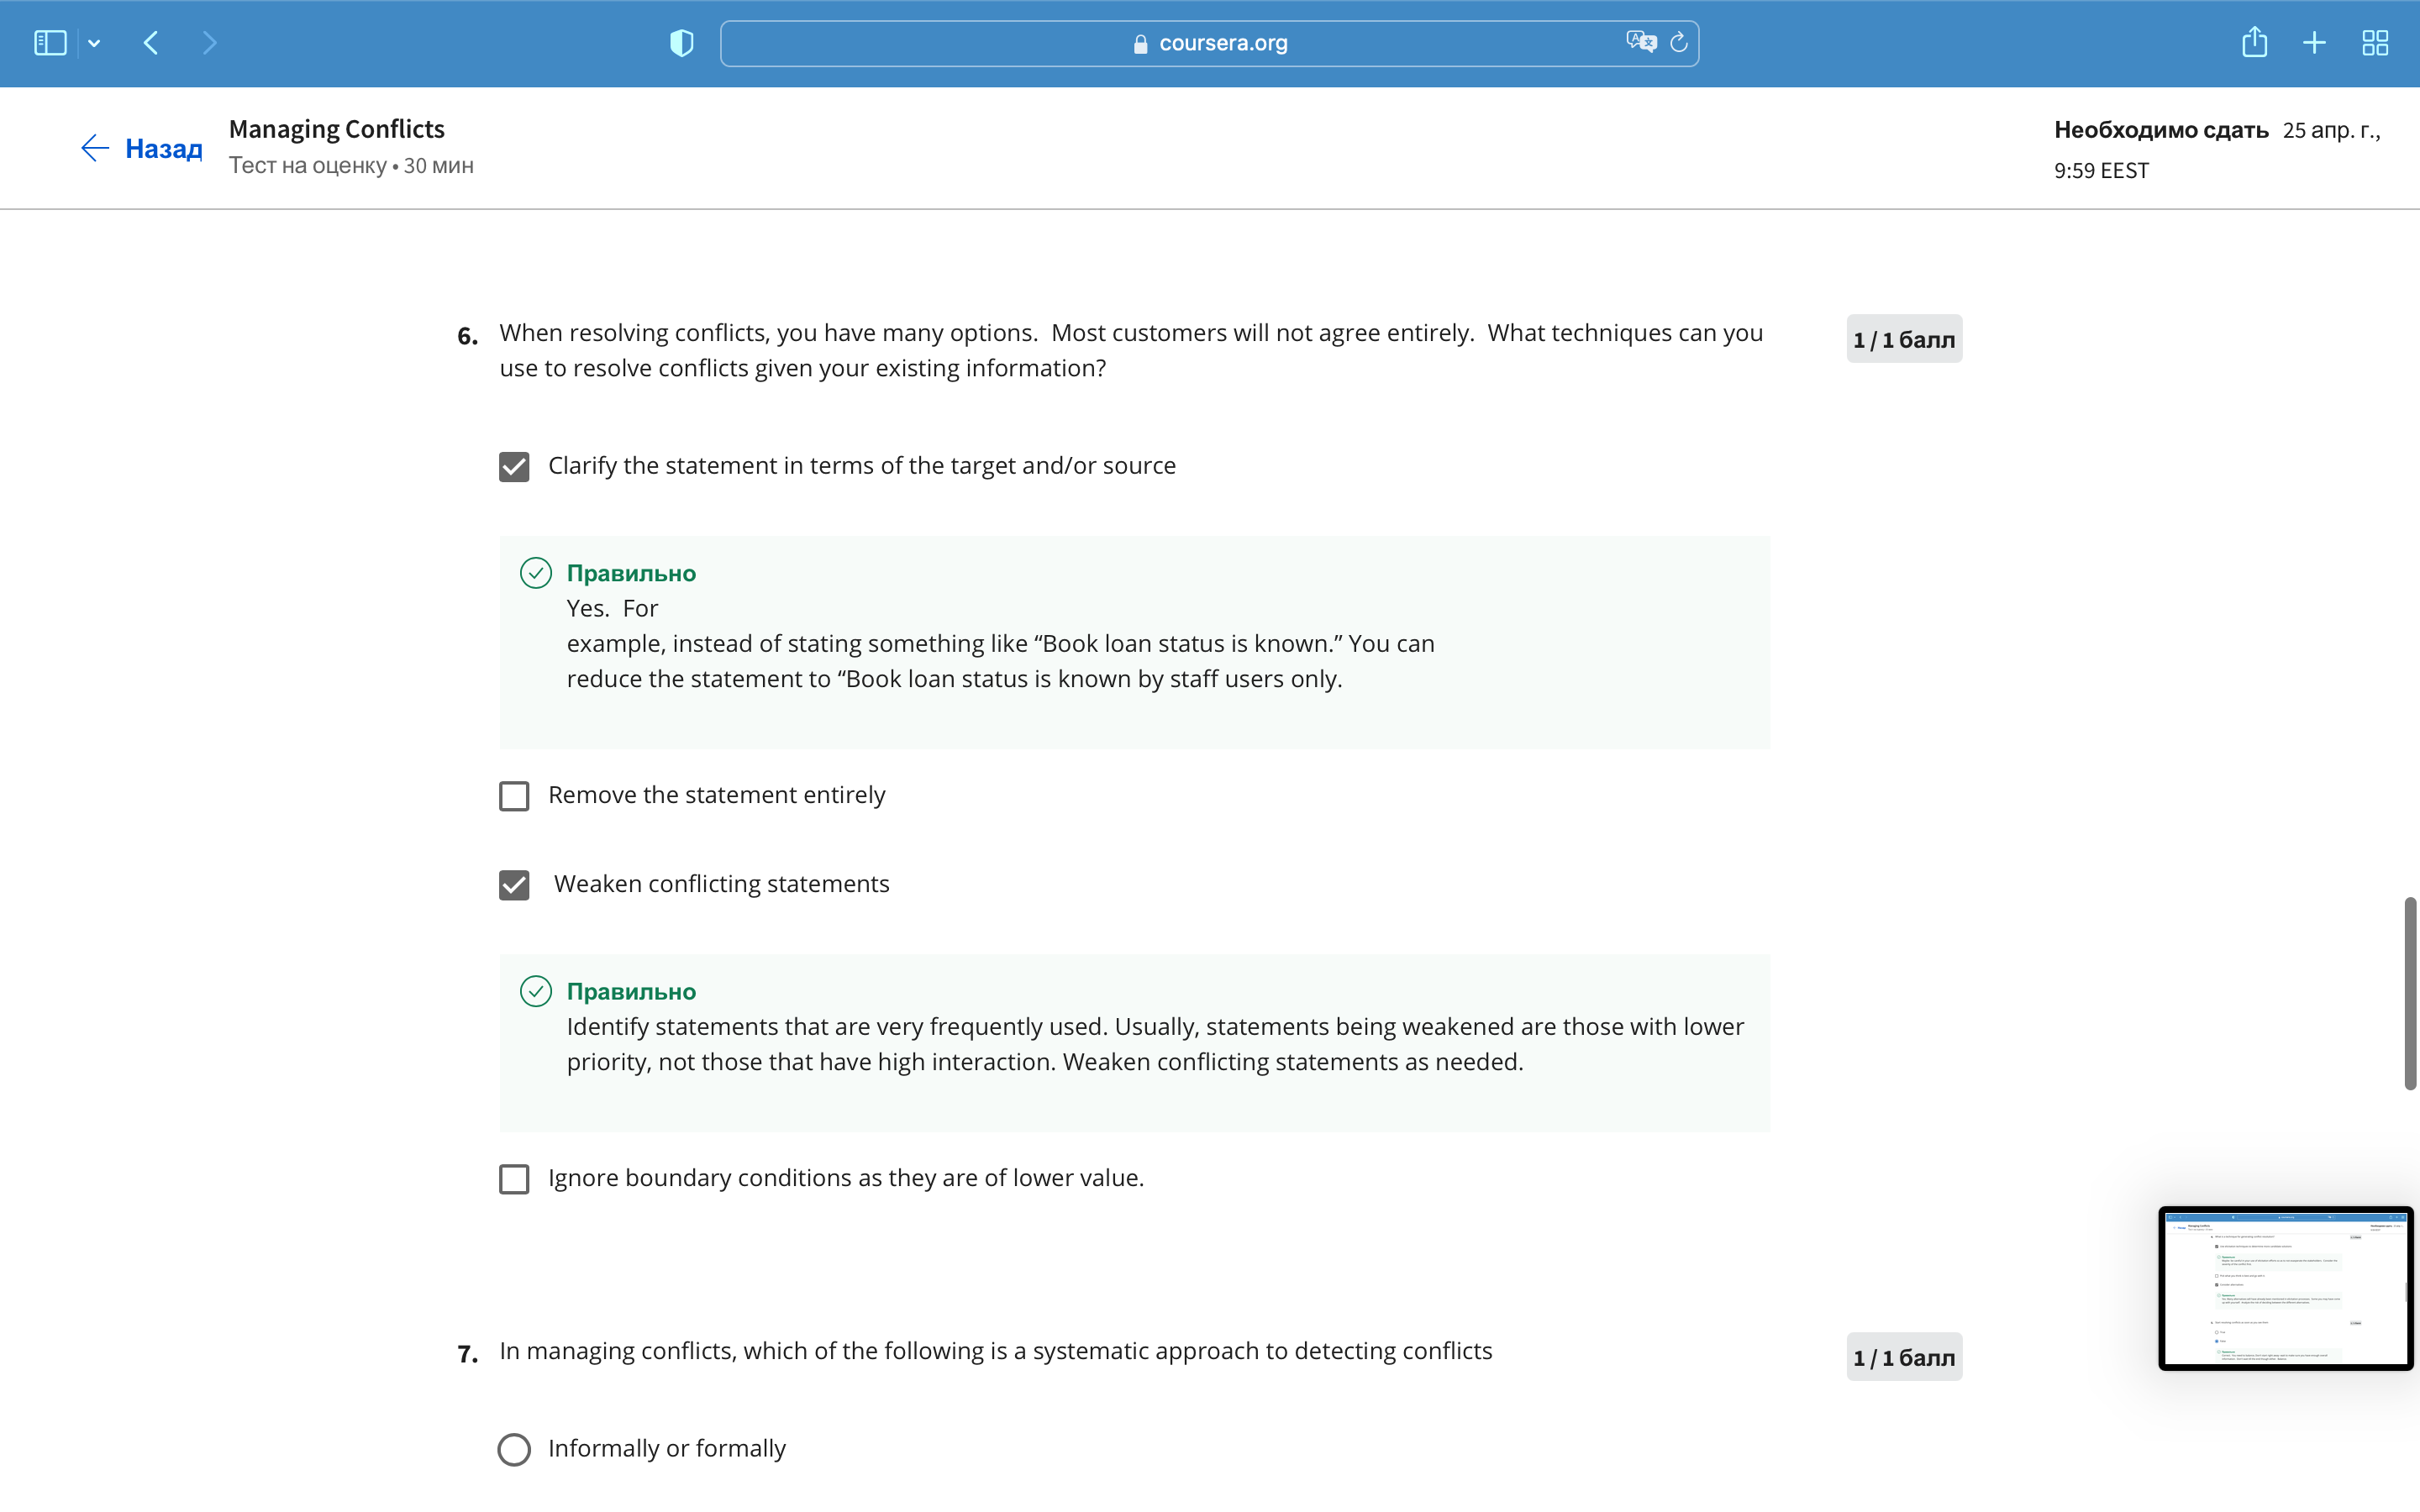 coursera.org
Назад
Managing Conflicts
Тест на оценку • 30 мин
Необходимо сдать 25 апр. г.,
9:59 EEST
6. When resolving conflicts, you have many options.  Most customers will not agree entirely.  What techniques can you
use to resolve conflicts given your existing information?
1 / 1 балл
Clarify the statement in terms of the target and/or source
Правильно
Yes.  For
example, instead of stating something like “Book loan status is known.” You can
reduce the statement to “Book loan status is known by staff users only.
Remove the statement entirely
Weaken conflicting statements
Правильно
Identify statements that are very frequently used. Usually, statements being weakened are those with lower
priority, not those that have high interaction. Weaken conflicting statements as needed.
Ignore boundary conditions as they are of lower value.
7. In managing conflicts, which of the following is a systematic approach to detecting conflicts
1 / 1 балл
Informally or formally